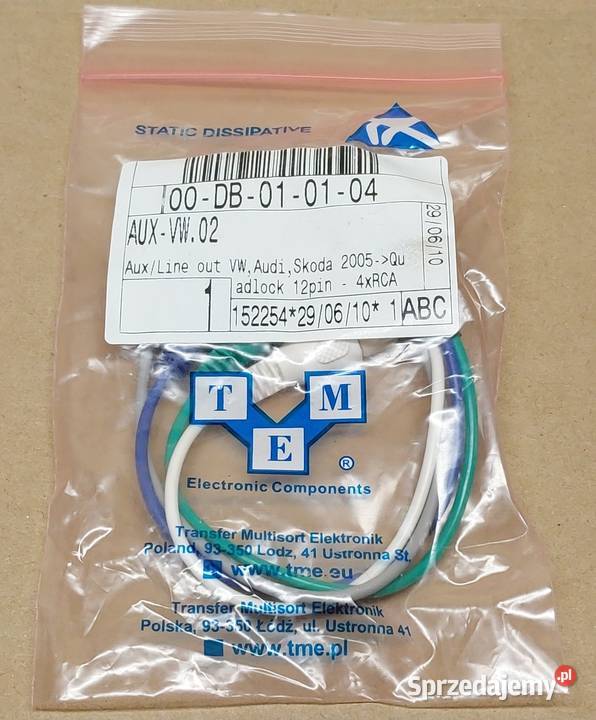 STATIC DISSIPATIVE
00-DB-01-01-04
AUX-VW.02
29/06/10
Aux/Line out VW,Audi,Skoda 2005->Qu
adlock 12pin - 4xRCA
1
152254*29/06/10* 1
ABC
T M
E
®
Electronic Components
Transfer Multisort Elektronik
Poland, 93-350 Lodz, 41 Ustronna St.
www.tme.eu
Transfer Multisort Elektronik
Polska, 93-350 Łódź, ul. Ustronna 41
www.tme.pl
Sprzedajemy.pl